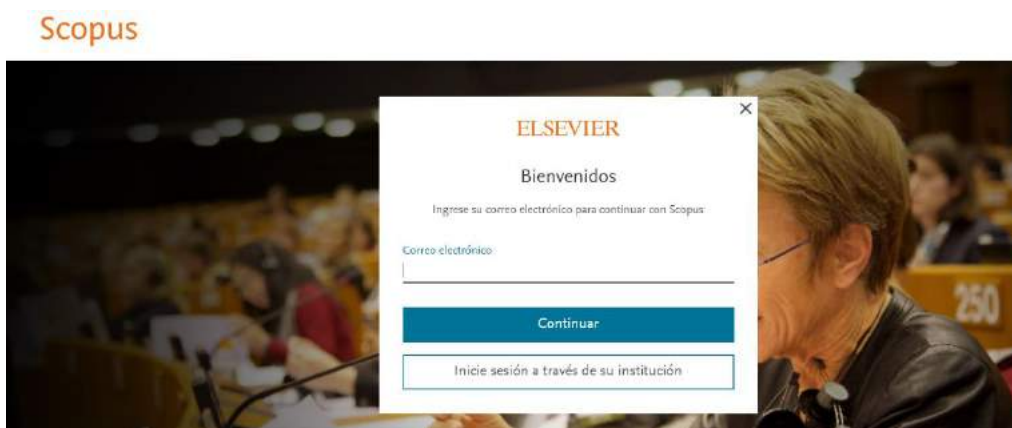 Scopus
ELSEVIER
Bienvenidos
Ingrese su correo electrónico para continuar con Scopus
Correo electrónico
Continuar
Inicie sesión a través de su institución
250